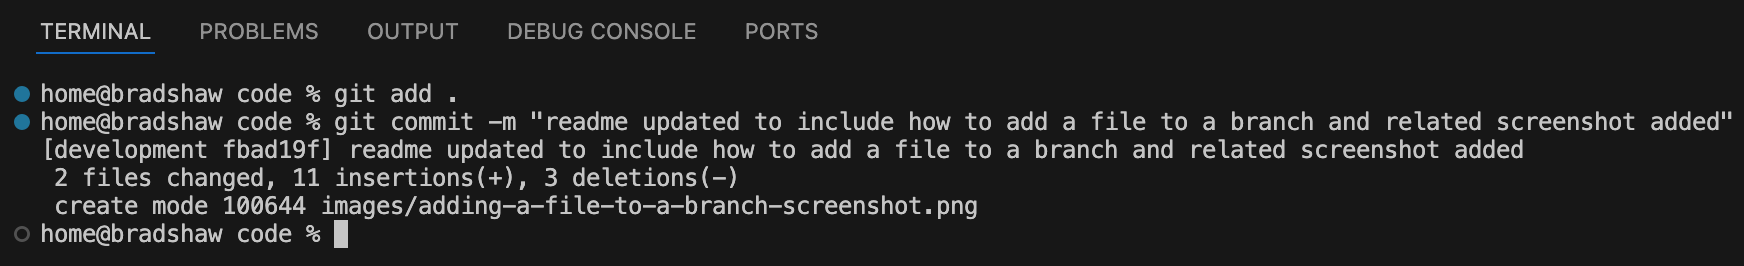 TERMINAL PROBLEMS OUTPUT DEBUG CONSOLE PORTS
home@bradshaw code % git add .
home@bradshaw code % git commit -m "readme updated to include how to add a file to a branch and related screenshot added"
[development fbad19f] readme updated to include how to add a file to a branch and related screenshot added
2 files changed, 11 insertions(+), 3 deletions(-)
create mode 100644 images/adding-a-file-to-a-branch-screenshot.png
home@bradshaw code %